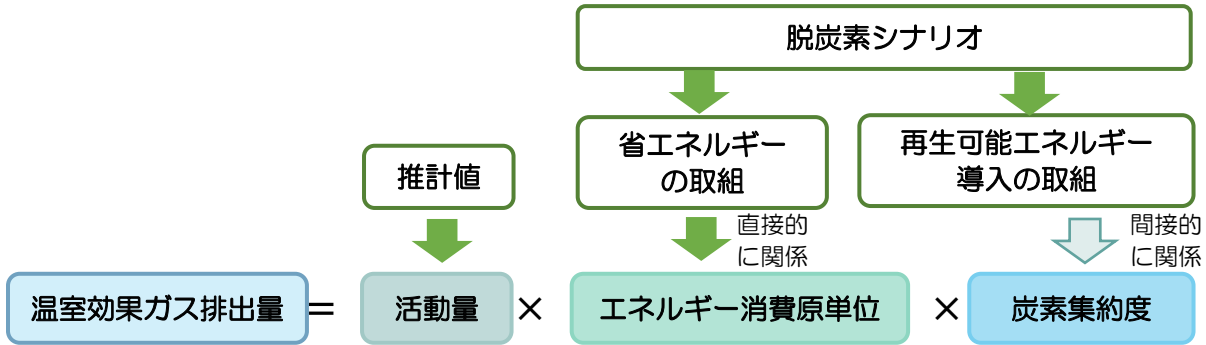 脱炭素シナリオ
省エネルギー
の取組
再生可能エネルギー
導入の取組
推計値
直接的
に関係
間接的
に関係
温室効果ガス排出量 = 活動量 × エネルギー消費原単位 × 炭素集約度